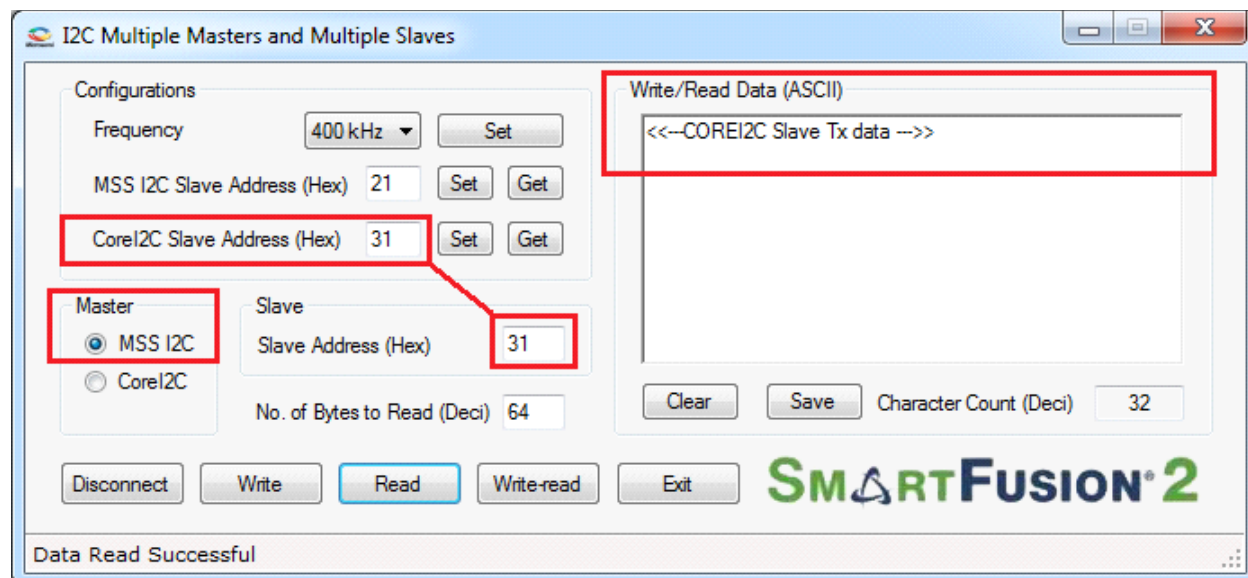 I2C Multiple Masters and Multiple Slaves
Configurations
Frequency 400 kHz Set
MSS I2C Slave Address (Hex) 21 Set Get
CoreI2C Slave Address (Hex) 31 Set Get
Master
MSS I2C
CoreI2C
Slave
Slave Address (Hex) 31
No. of Bytes to Read (Deci) 64
Write/Read Data (ASCII)
<<---COREI2C Slave Tx data --->>
Clear Save Character Count (Deci) 32
Disconnect Write Read Write-read Exit
SMARTFUSION® 2
Data Read Successful